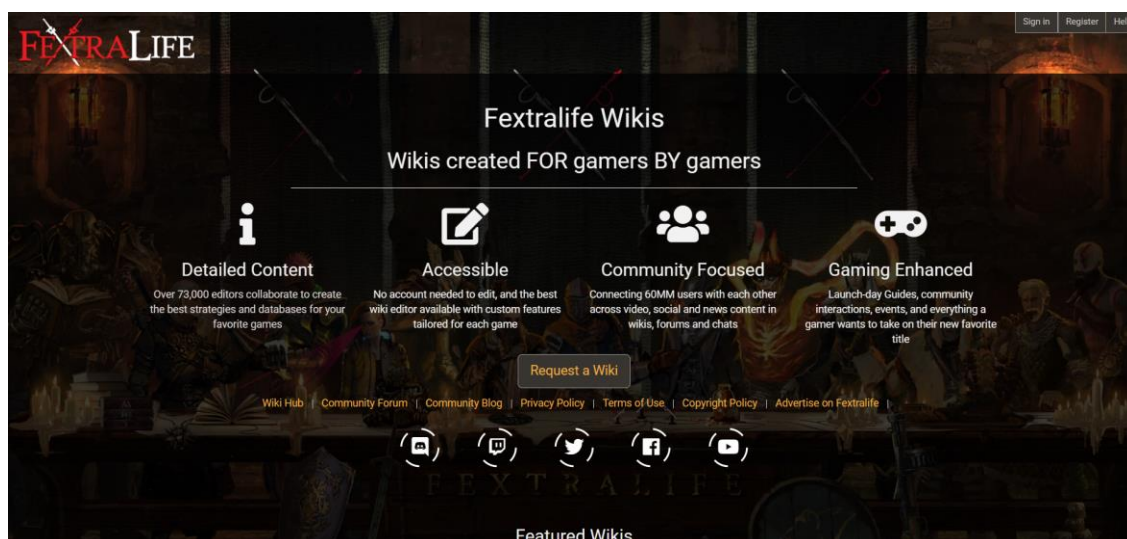 FEXTRALIFE
Sign in Register Hel
Fextralife Wikis
Wikis created FOR gamers BY gamers
Detailed Content
Over 73,000 editors collaborate to create
the best strategies and databases for your
favorite games
Accessible
No account needed to edit, and the best
wiki editor available with custom features
tailored for each game
Community Focused
Connecting 60MM users with each other
across video, social and news content in
wikis, forums and chats
Gaming Enhanced
Launch-day Guides, community
interactions, events, and everything a
gamer wants to take on their new favorite
title
Request a Wiki
Wiki Hub | Community Forum | Community Blog | Privacy Policy | Terms of Use | Copyright Policy | Advertise on Fextralife |
FEXTRALIFE
Featured Wikis